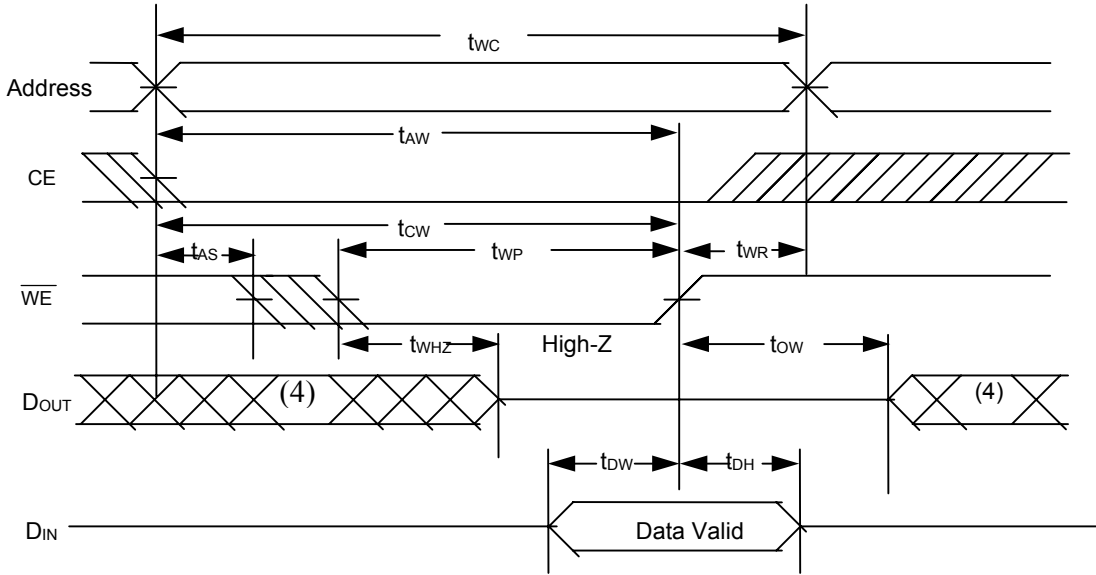 tWC
Address
tAW
CE
tCW
tAS
tWP
tWR
WE
tWHZ
High-Z
tOW
DOUT
(4)
(4)
tDW
tDH
DIN
Data Valid